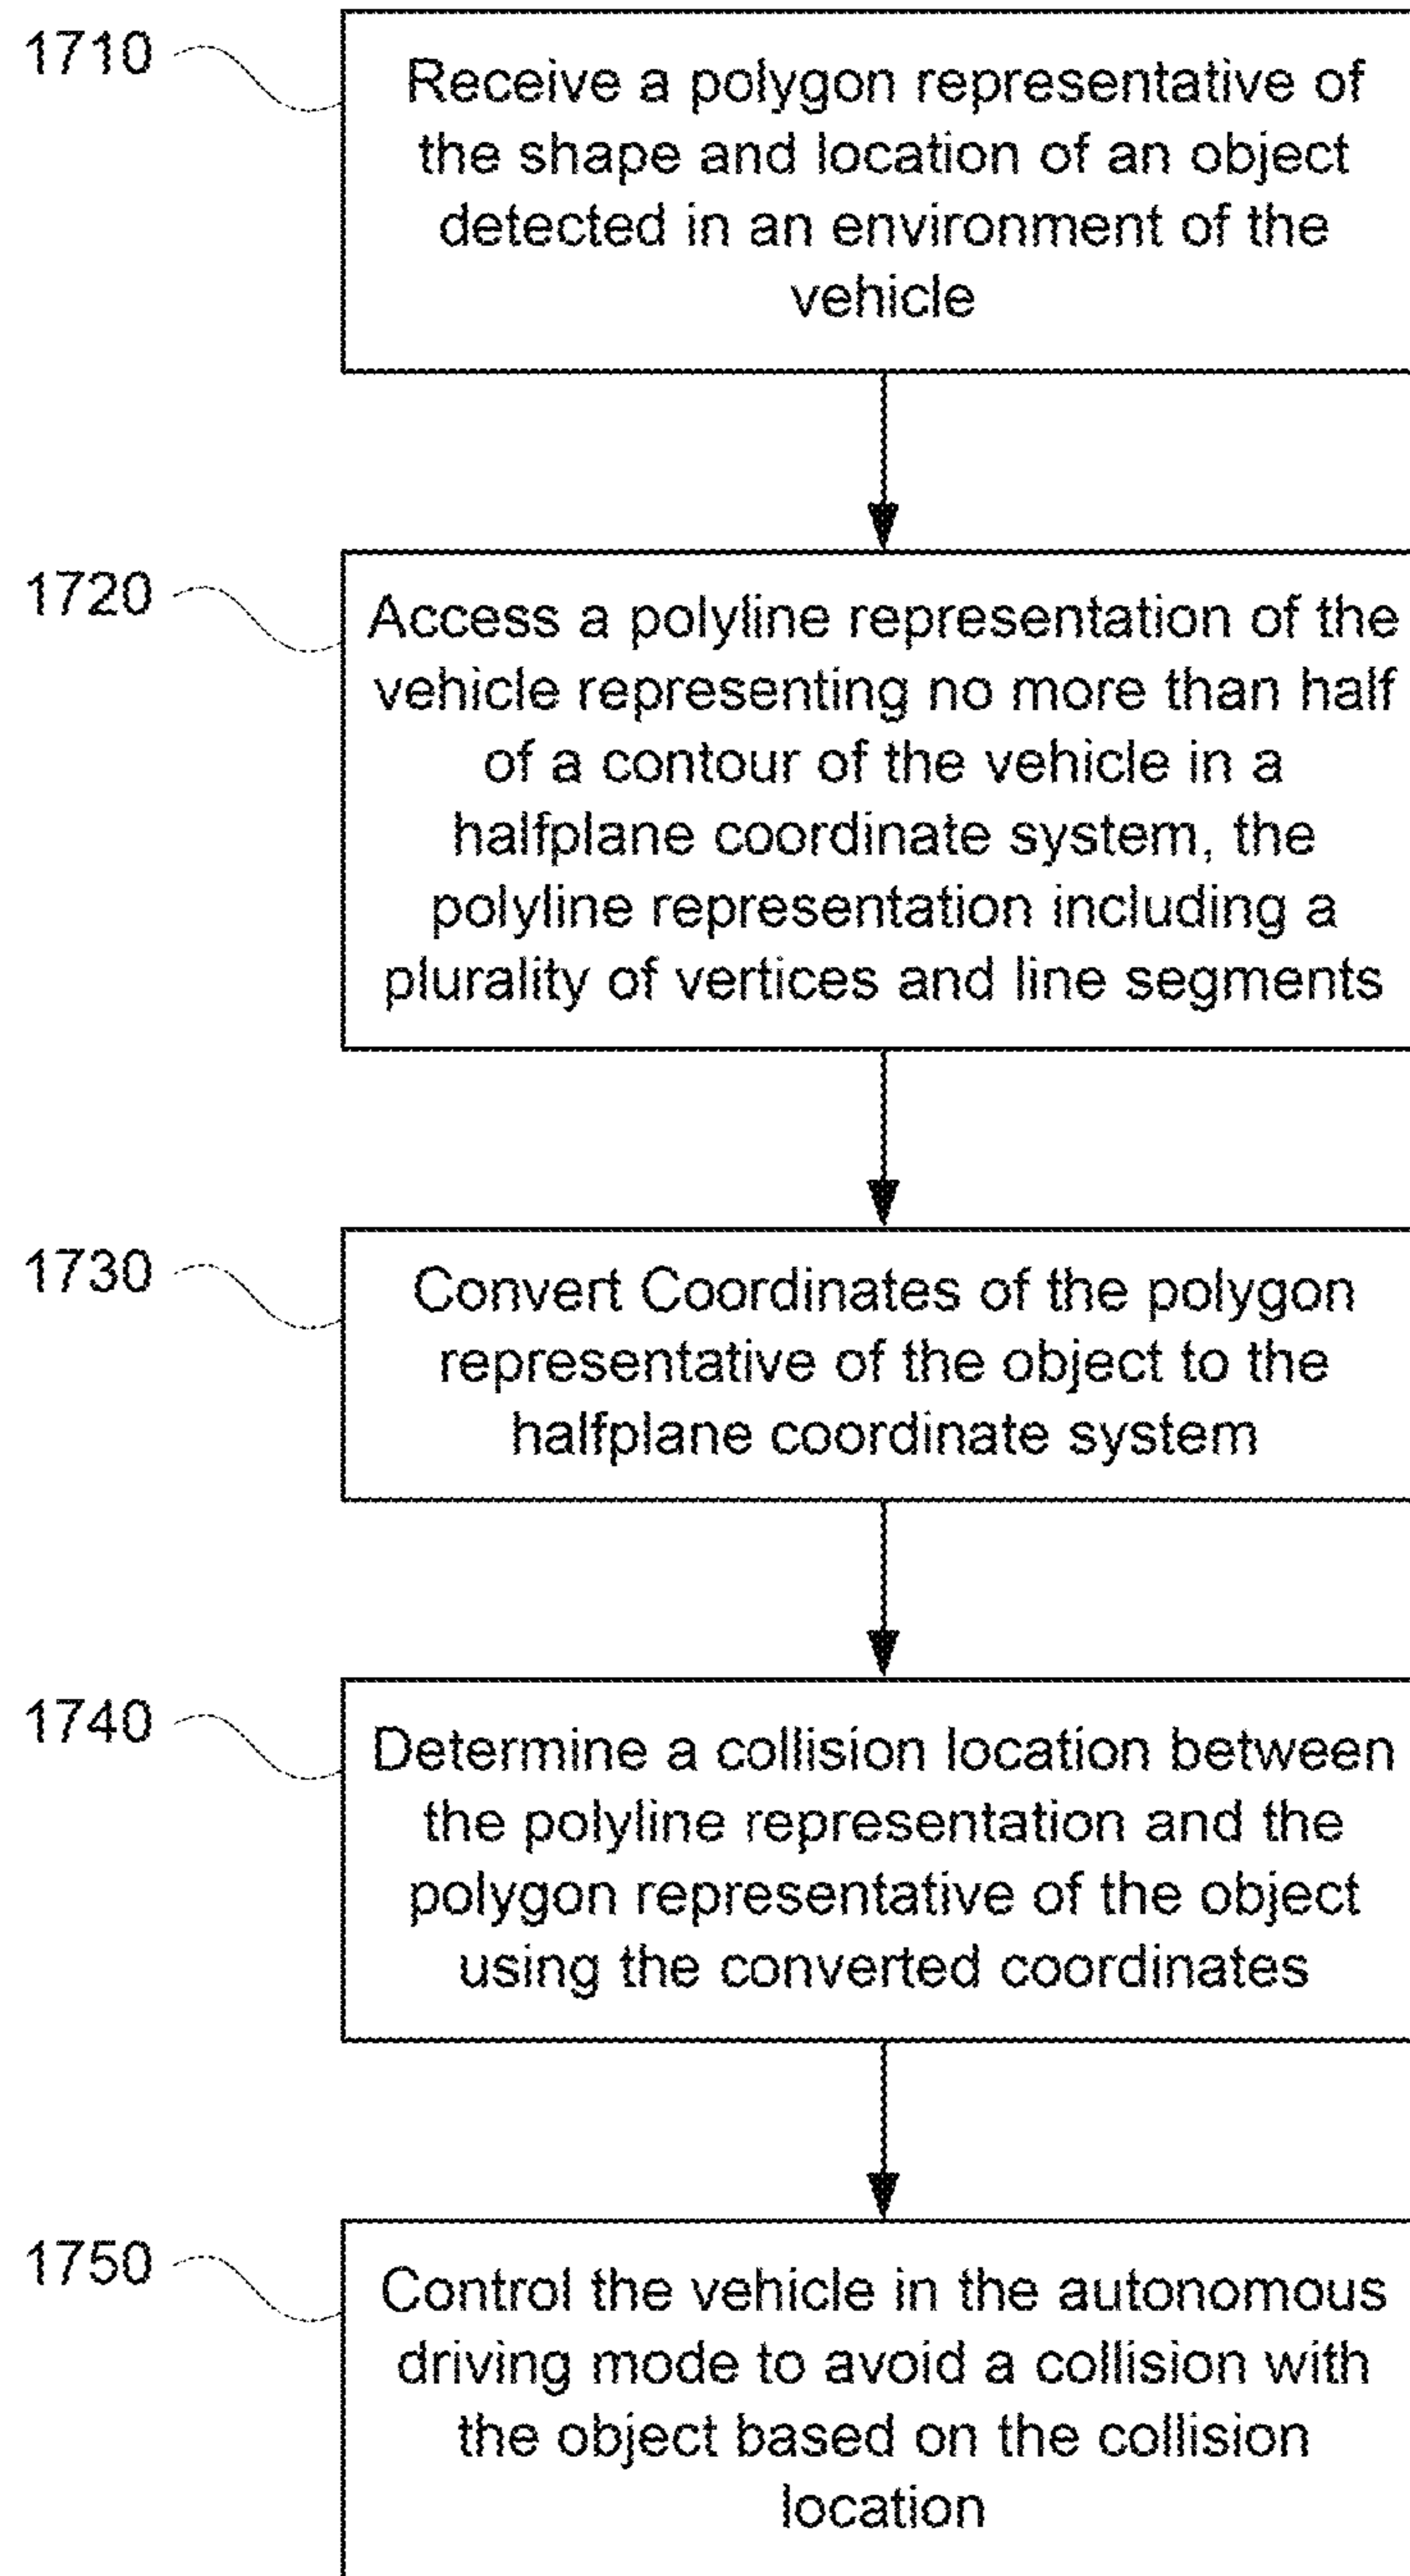 1710
Receive a polygon representative of
the shape and location of an object
detected in an environment of the
vehicle
1720
Access a polyline representation of the
vehicle representing no more than half
of a contour of the vehicle in a
halfplane coordinate system, the
polyline representation including a
plurality of vertices and line segments
1730
Convert Coordinates of the polygon
representative of the object to the
halfplane coordinate system
1740
Determine a collision location between
the polyline representation and the
polygon representative of the object
using the converted coordinates
1750
Control the vehicle in the autonomous
driving mode to avoid a collision with
the object based on the collision
location